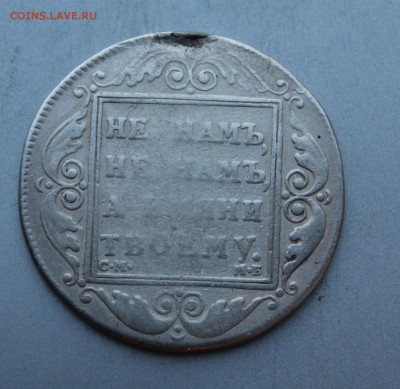 COINS.LAVE.RU
НЕ НАМЪ,
НЕ НАМЪ,
А ИМЯНИ
ТВОЕМУ.
С·М· А·Б